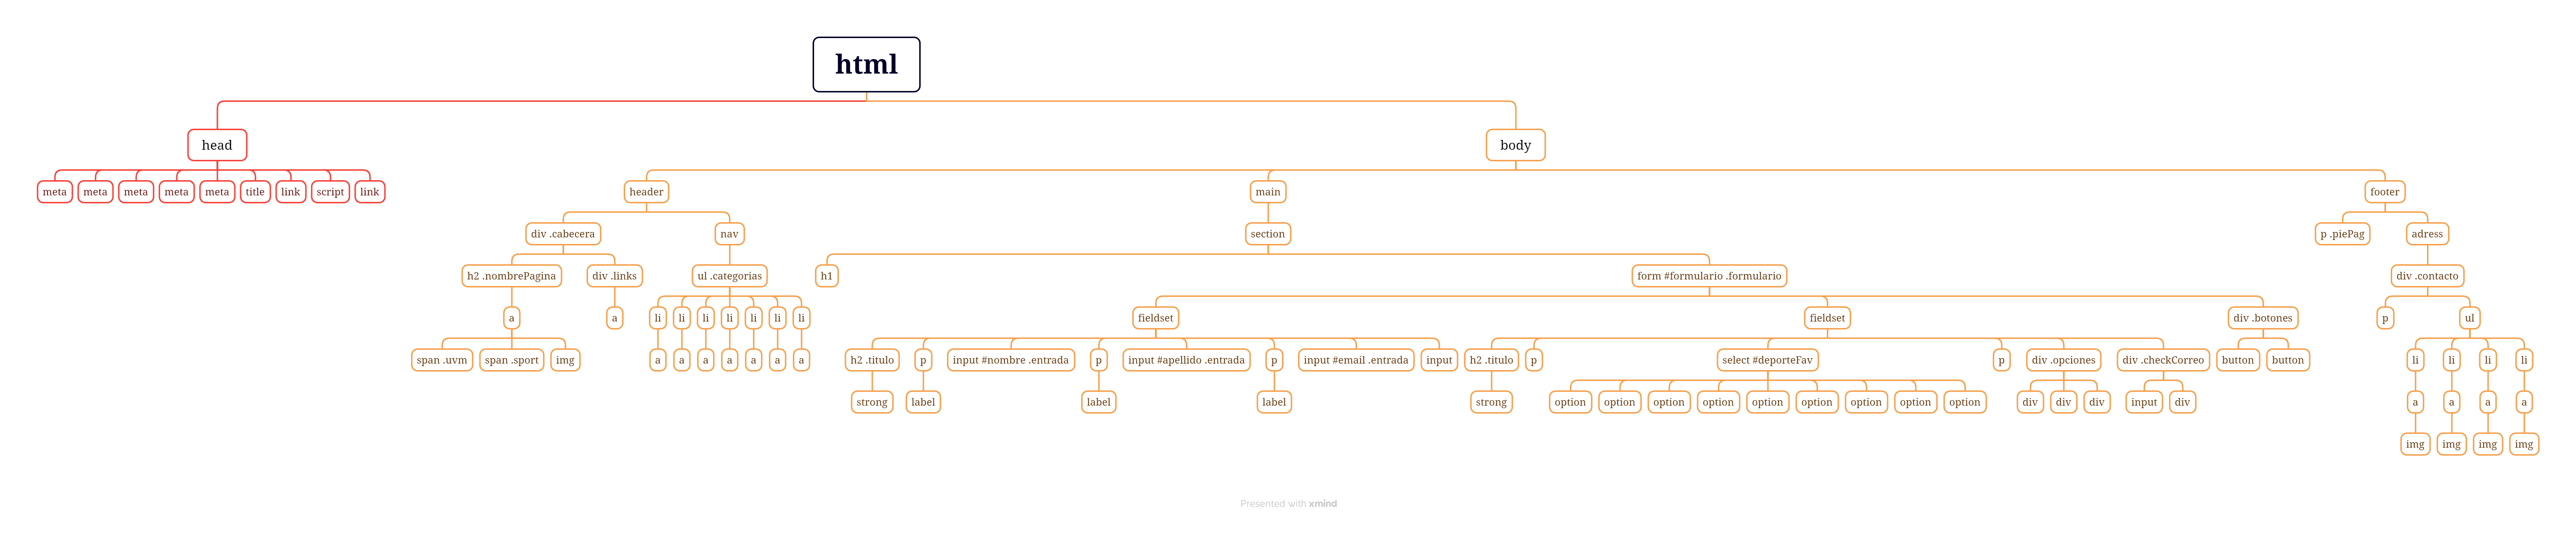 html
head
body
meta
meta
meta
meta
meta
title
link
script
link
header
main
footer
div .cabecera
nav
section
p .piePag
adress
h2 .nombrePagina
div .links
ul .categorias
h1
form #formulario .formulario
div .contacto
a
a
li
li
li
li
li
li
li
fieldset
fieldset
div .botones
p
ul
span .uvm
span .sport
img
a
a
a
a
a
a
a
h2 .titulo
p
input #nombre .entrada
p
input #apellido .entrada
p
input #email .entrada
input
h2 .titulo
p
select #deporteFav
p
div .opciones
div .checkCorreo
button
button
li
li
li
li
strong
label
label
label
strong
option
option
option
option
option
option
option
option
option
div
div
div
input
div
a
a
a
a
img
img
img
img
Presented with xmind